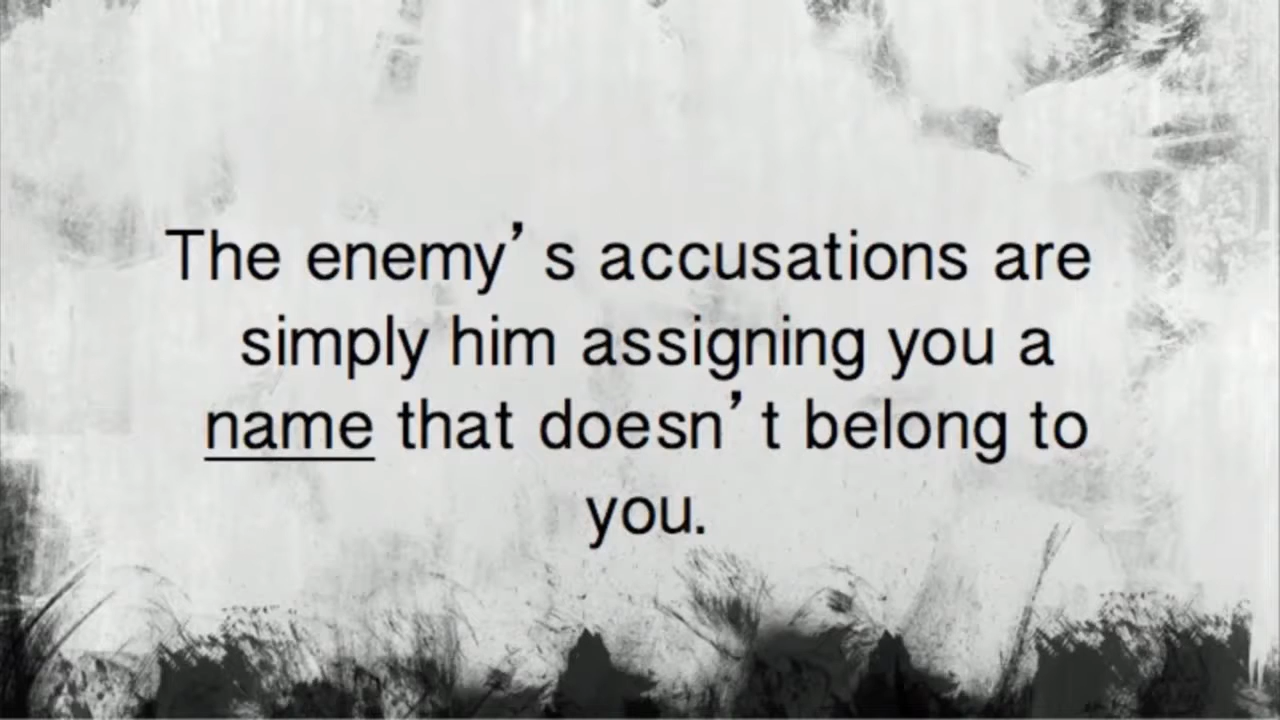 The enemy’s accusations are
simply him assigning you a
name that doesn’t belong to
you.